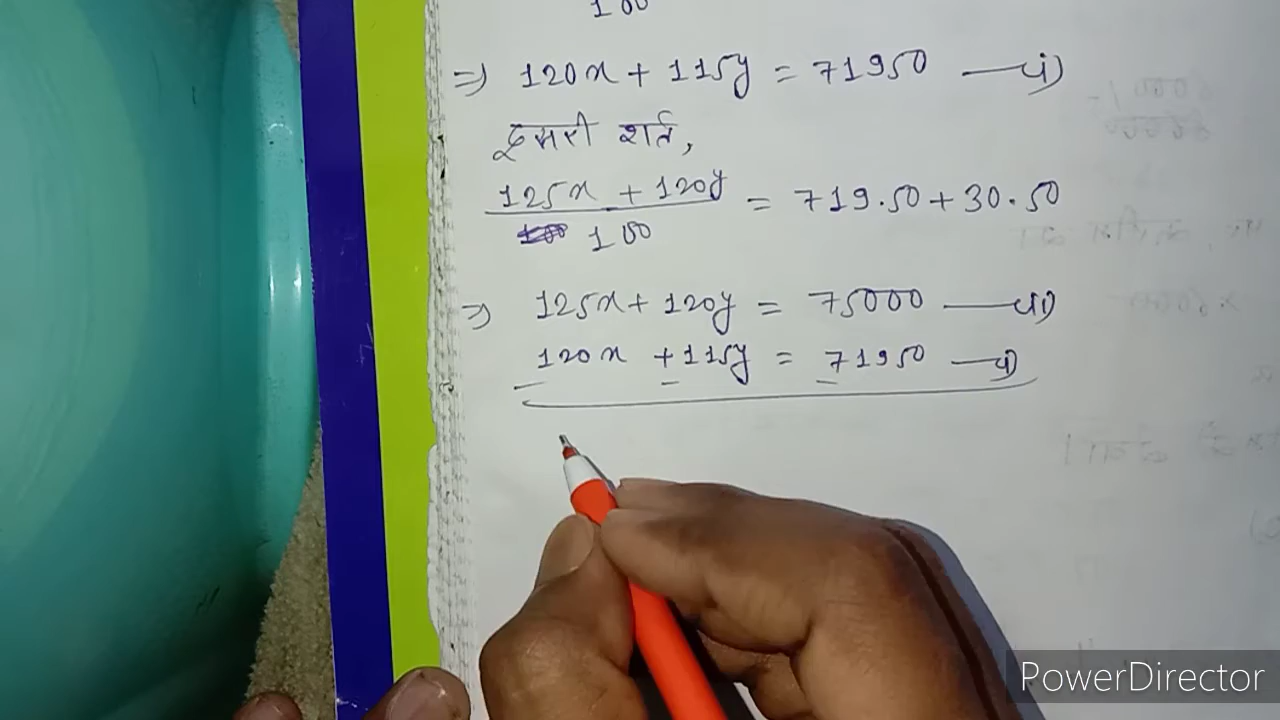 100
⇒ 120x + 115y = 71950 —(i)
दूसरी शर्त,
125x + 120y = 719.50 + 30.50
100
⇒ 125x + 120y = 75000 —(ii)
120x + 115y = 71950 —(i)
PowerDirector